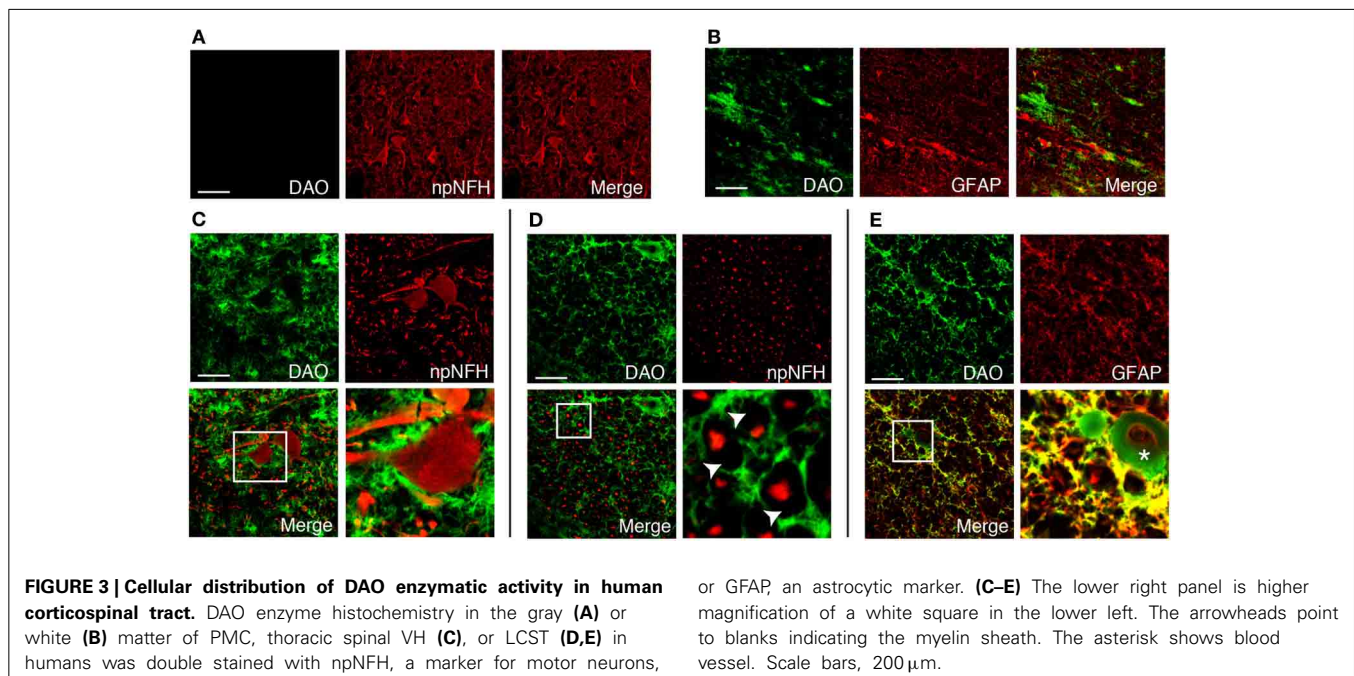 A
B
DAO
npNFH
Merge
DAO
GFAP
Merge
C
D
E
DAO
npNFH
DAO
npNFH
DAO
GFAP
Merge
Merge
*
Merge
FIGURE 3 | Cellular distribution of DAO enzymatic activity in human
corticospinal tract. DAO enzyme histochemistry in the gray (A) or
white (B) matter of PMC, thoracic spinal VH (C), or LCST (D,E) in
humans was double stained with npNFH, a marker for motor neurons,
or GFAP, an astrocytic marker. (C–E) The lower right panel is higher
magnification of a white square in the lower left. The arrowheads point
to blanks indicating the myelin sheath. The asterisk shows blood
vessel. Scale bars, 200 μm.